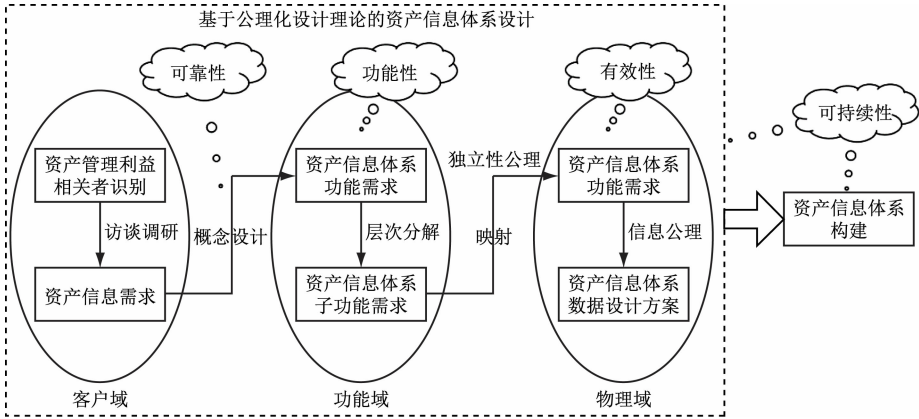 基于公理化设计理论的资产信息体系设计
可靠性
功能性
有效性
可持续性
资产管理利益
相关者识别
访谈调研
资产信息需求
概念设计
资产信息体系
功能需求
层次分解
资产信息体系
子功能需求
独立性公理
映射
资产信息体系
功能需求
信息公理
资产信息体系
数据设计方案
资产信息体系
构建
客户域
功能域
物理域